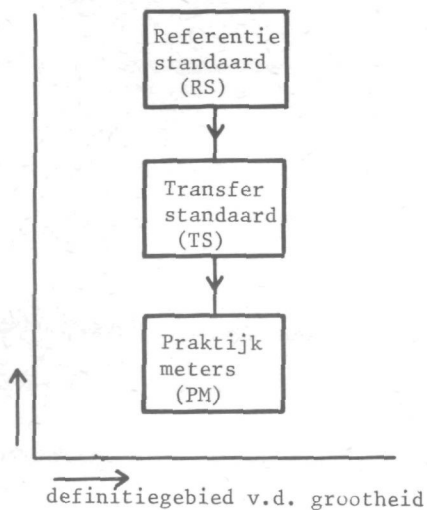 Referentie
standaard
(RS)
Transfer
standaard
(TS)
Praktijk
meters
(PM)
definitiegebied v.d. grootheid